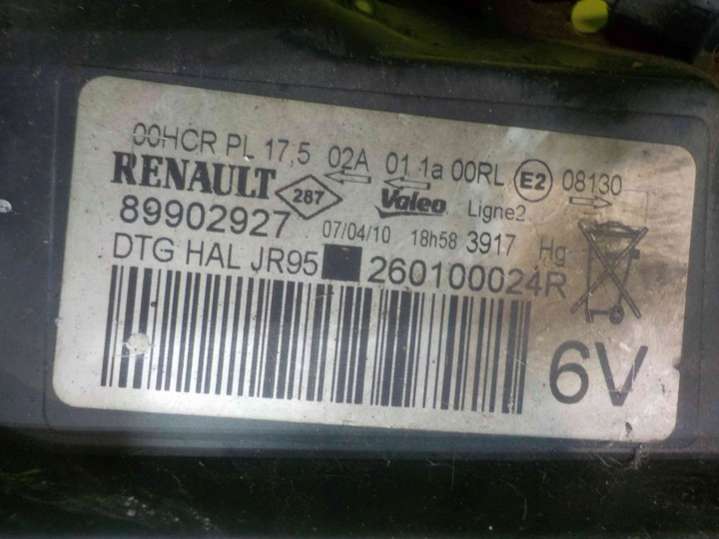 00HCR PL 17,5 02A 01 1a 00RL E2 08130
RENAULT 287 Valeo Ligne2
89902927 07/04/10 18h58 3917 Hg
DTG HAL JR95 260100024R
6V